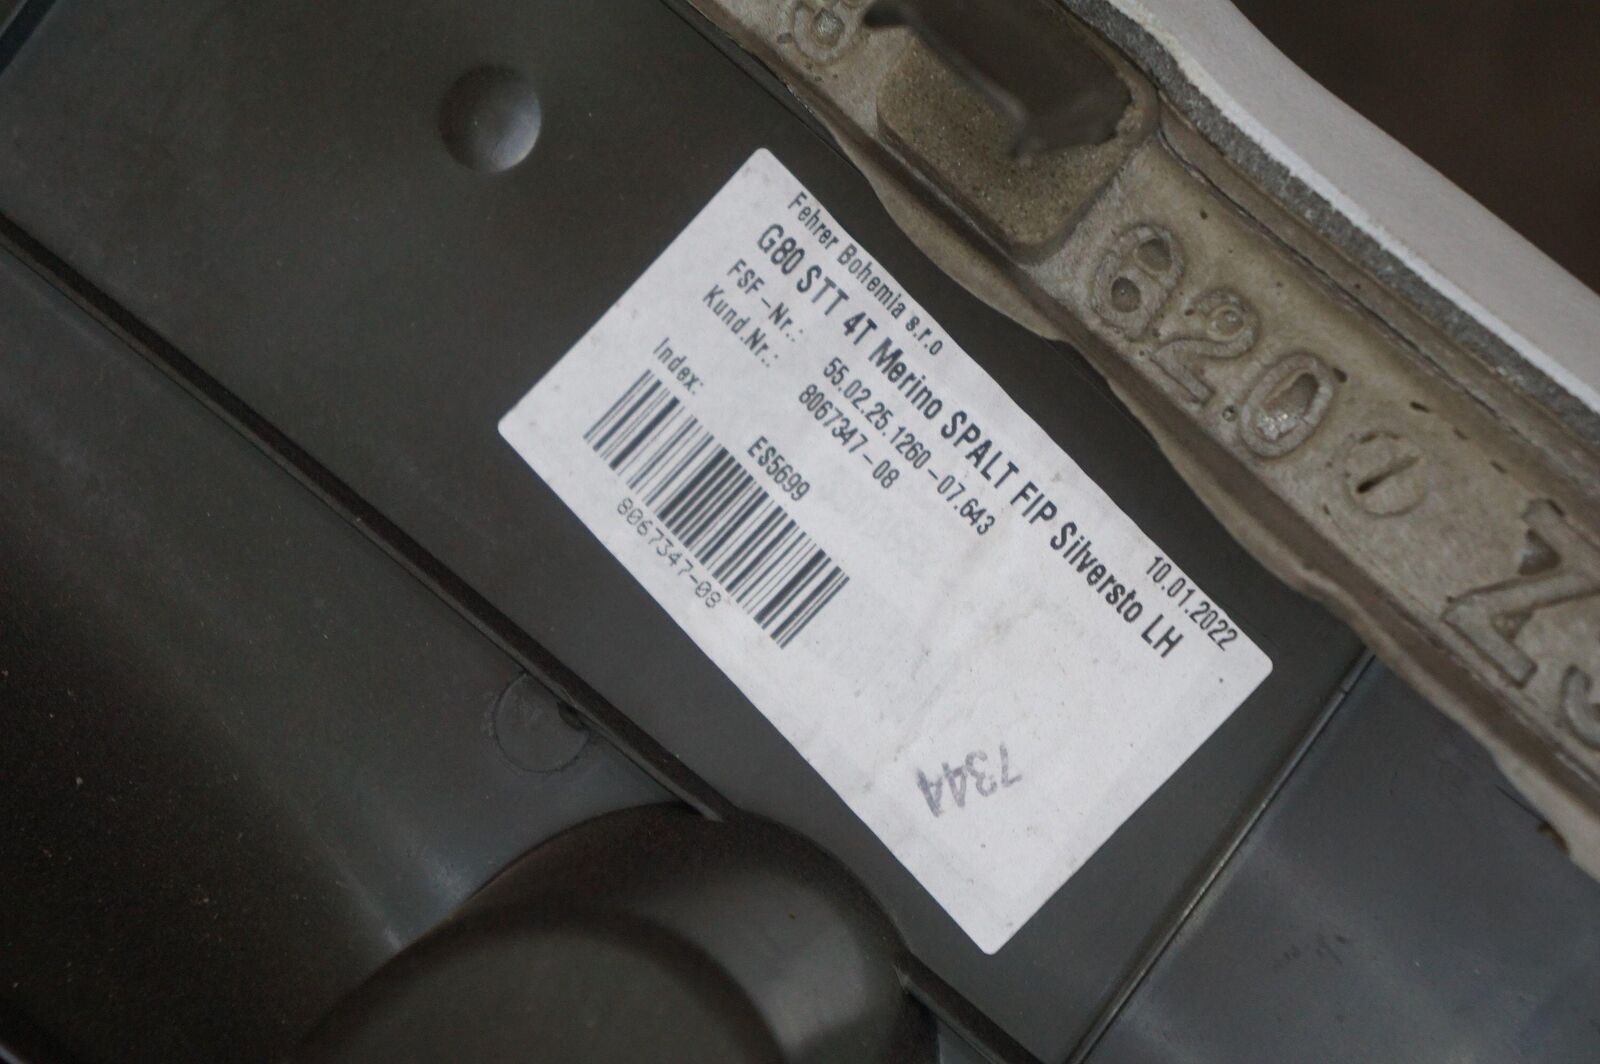 Fehrer Bohemia s.r.o
10.01.2022
G80 STT 4T Merino SPALT FIP Silversto LH
FSF-Nr.: 55.02.25.1260-07.643
Kund.Nr.: 8067347-08
Index: ES5699
8067347-08
734A